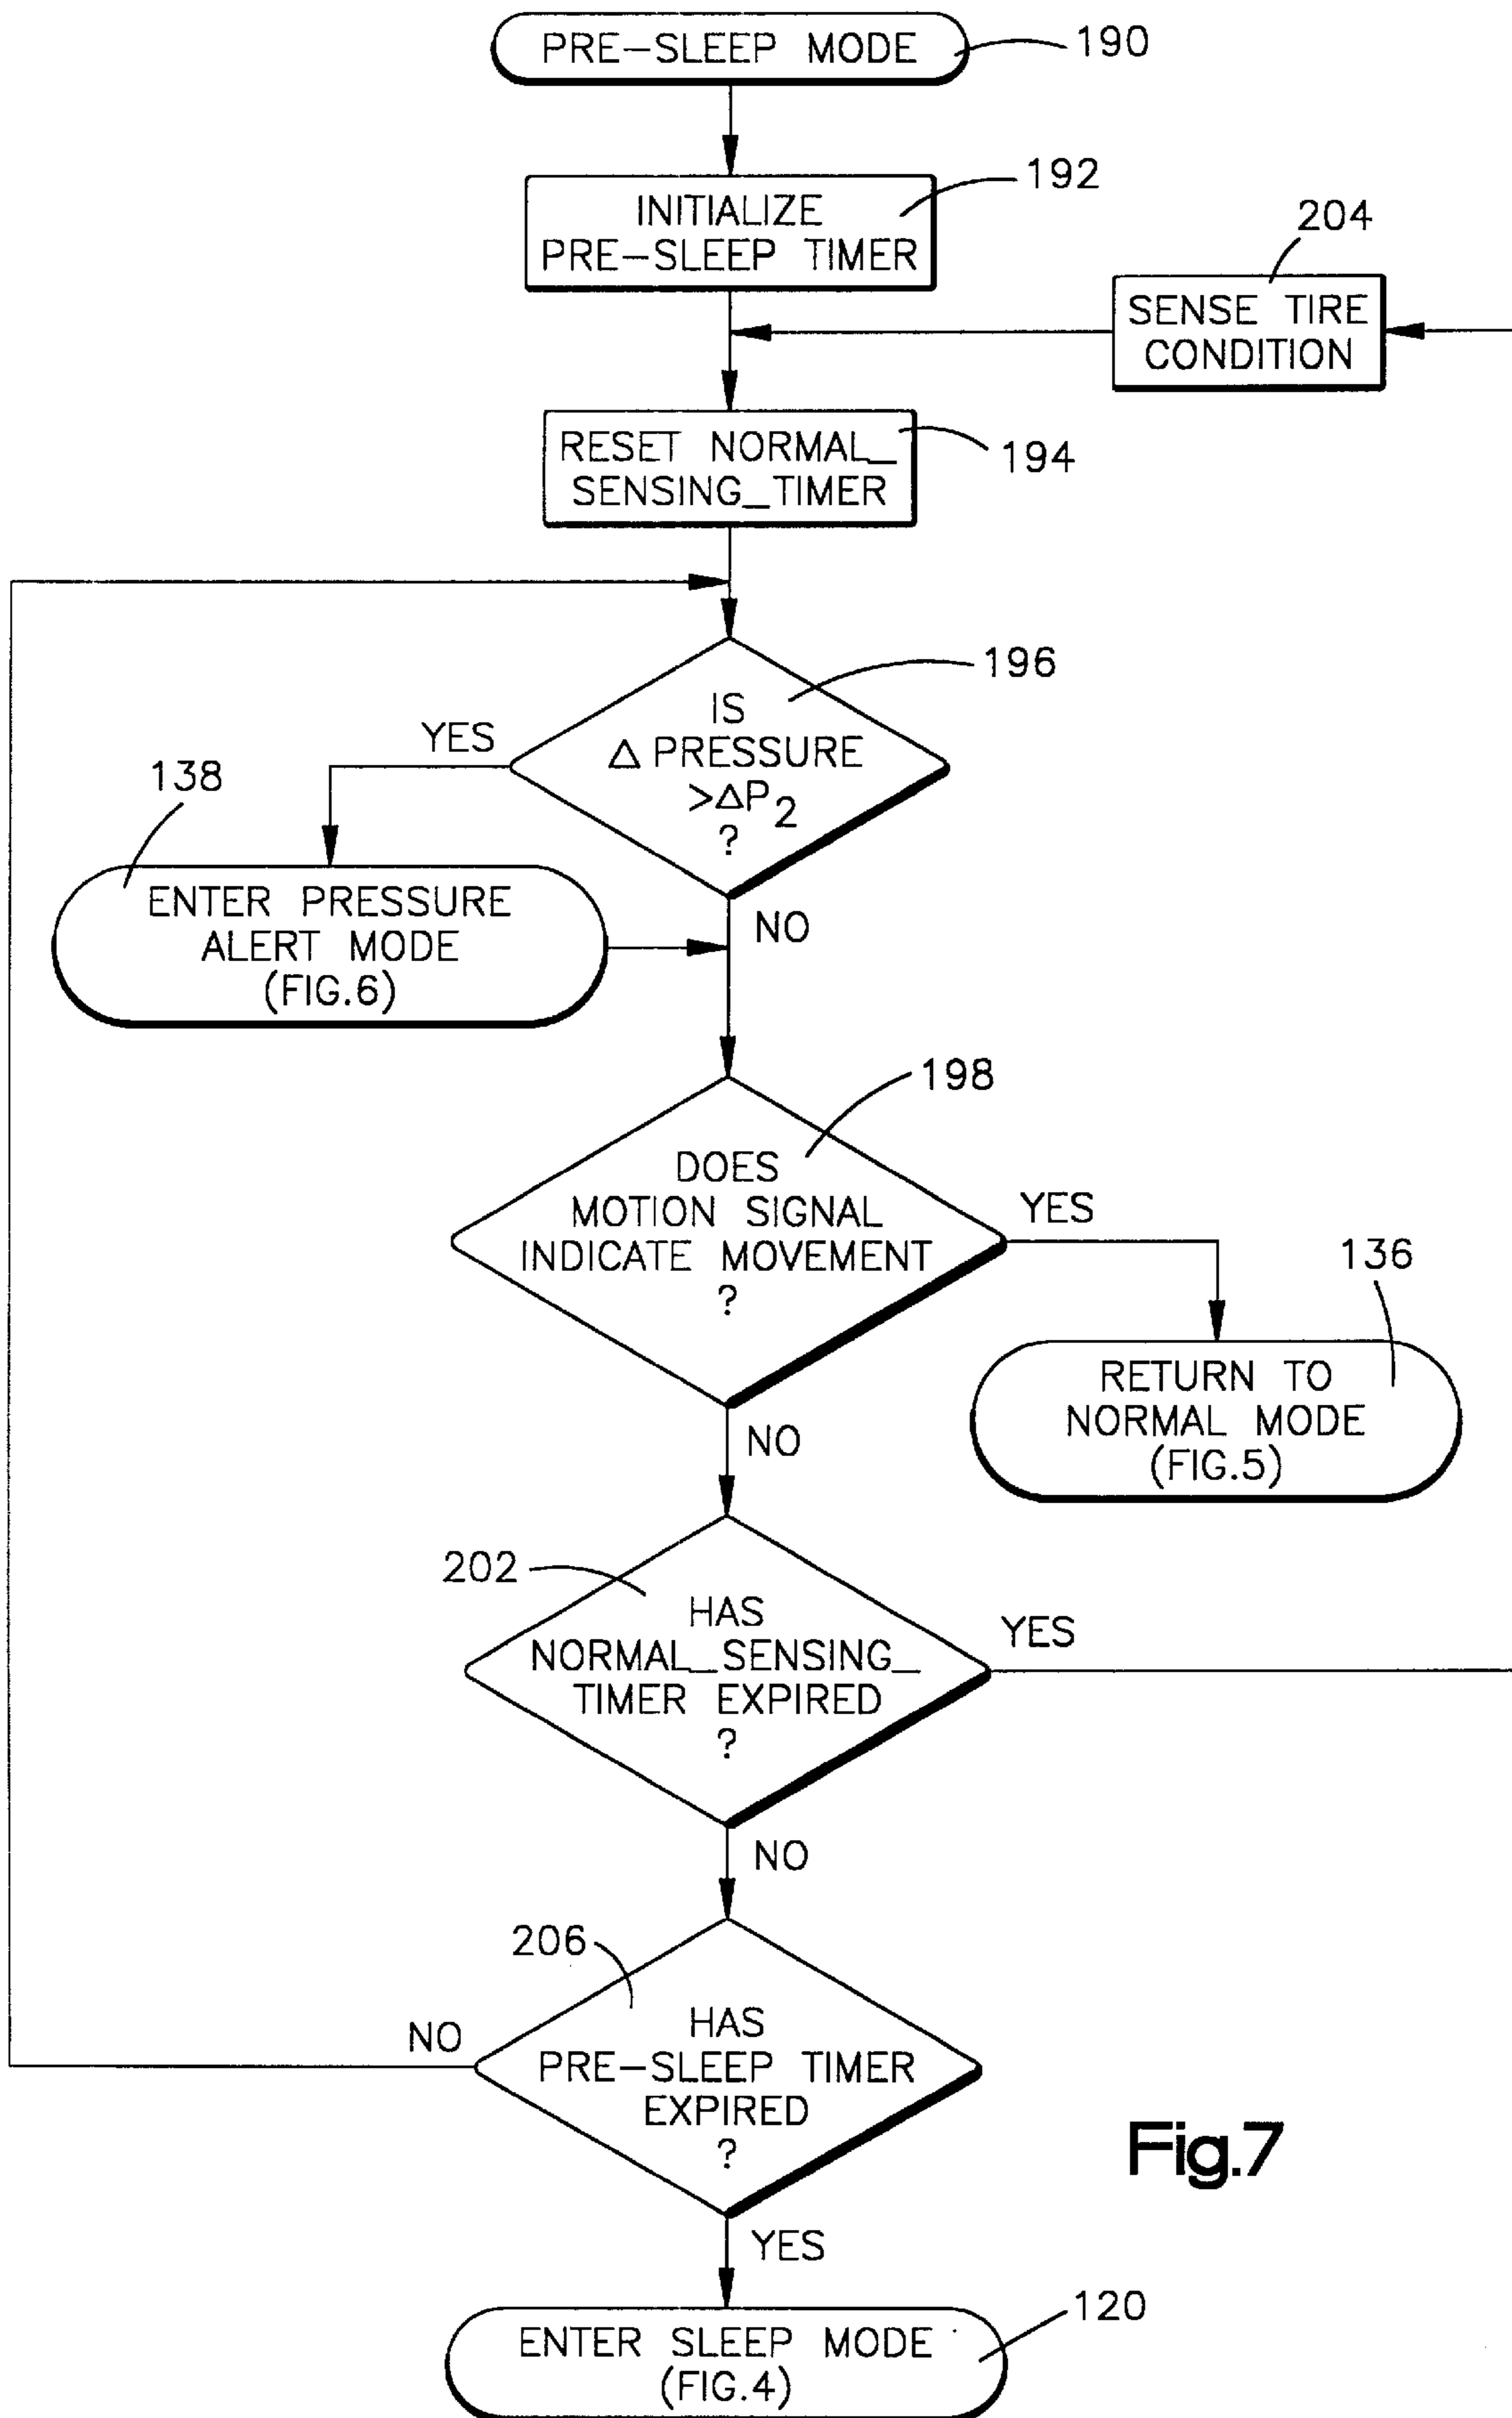 PRE-SLEEP MODE
190
INITIALIZE
PRE-SLEEP TIMER
192
204
SENSE TIRE
CONDITION
RESET NORMAL_
SENSING_TIMER
194
196
IS
Δ PRESSURE
>ΔP2
?
YES
138
ENTER PRESSURE
ALERT MODE
(FIG.6)
NO
198
DOES
MOTION SIGNAL
INDICATE MOVEMENT
?
YES
136
RETURN TO
NORMAL MODE
(FIG.5)
NO
202
HAS
NORMAL_SENSING_
TIMER EXPIRED
?
YES
NO
206
HAS
PRE-SLEEP TIMER
EXPIRED
?
NO
Fig.7
YES
120
ENTER SLEEP MODE
(FIG.4)